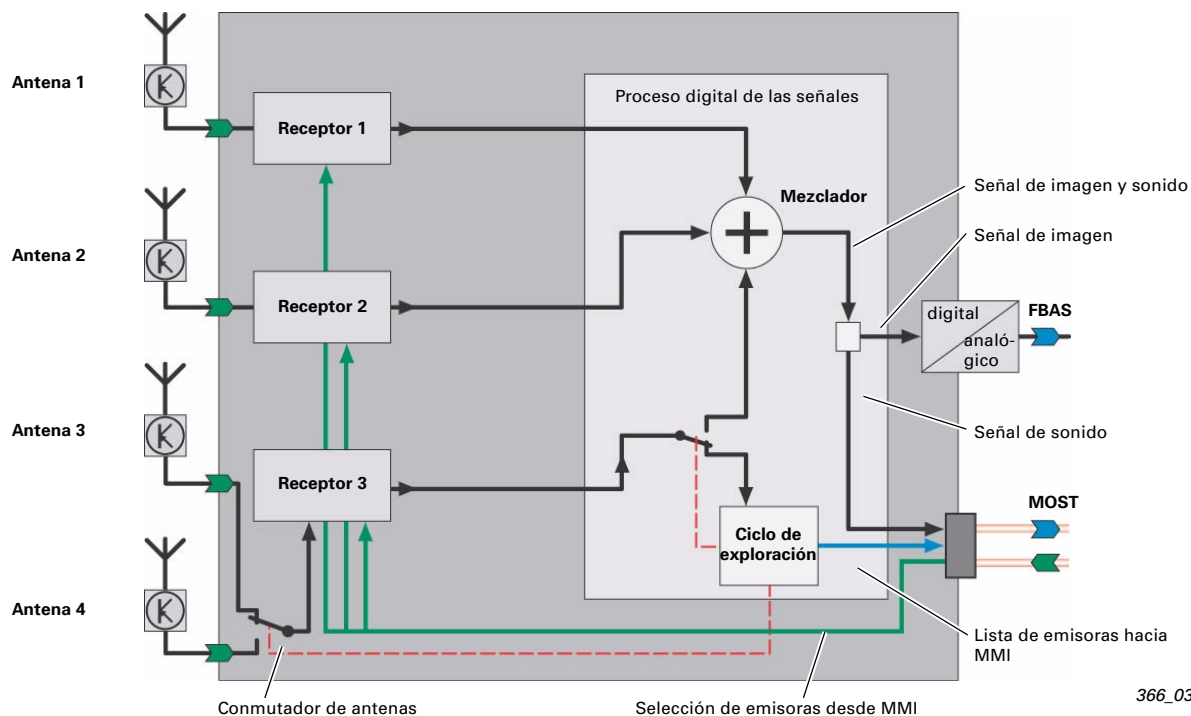 Antena 1
Receptor 1
Proceso digital de las señales
Mezclador
Señal de imagen y sonido
Señal de imagen
Antena 2
Receptor 2
digital
analó-
gico
FBAS
Antena 3
Receptor 3
Señal de sonido
MOST
Ciclo de
exploración
Antena 4
Lista de emisoras hacia
MMI
Conmutador de antenas
Selección de emisoras desde MMI
366_03